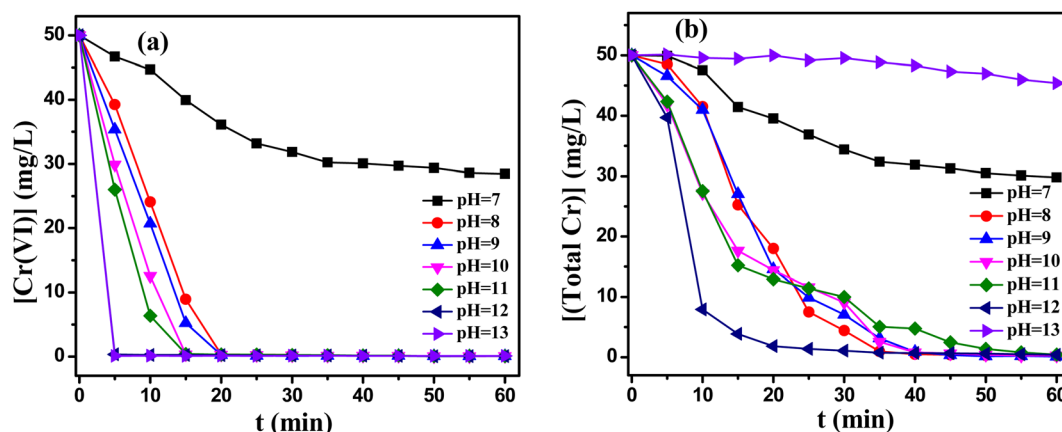 (a)
[Cr(VI)] (mg/L)
50
40
30
20
10
0
pH=7
pH=8
pH=9
pH=10
pH=11
pH=12
pH=13
0 10 20 30 40 50 60
t (min)
(b)
[(Total Cr)] (mg/L)
50
40
30
20
10
0
pH=7
pH=8
pH=9
pH=10
pH=11
pH=12
pH=13
0 10 20 30 40 50 60
t (min)